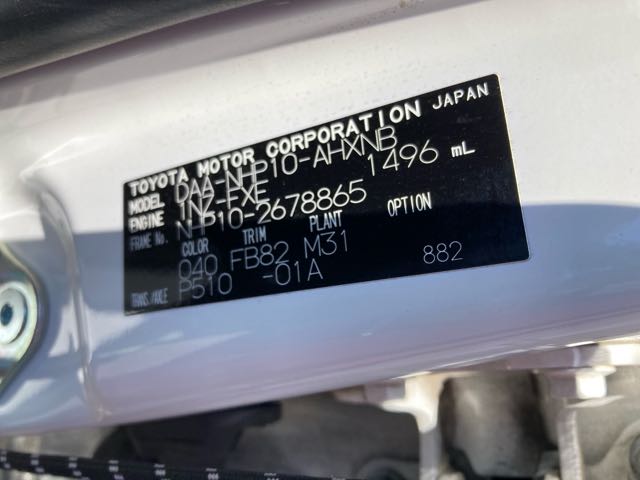 TOYOTA MOTOR CORPORATION JAPAN
MODEL DAA-NHP10-AHXNB
ENGINE 1NZ-FXE 1496 mL
FRAME No. NHP10-2678865
COLOR TRIM PLANT OPTION
040 FB82 M31
TRANS./AXLE P510 -01A 882